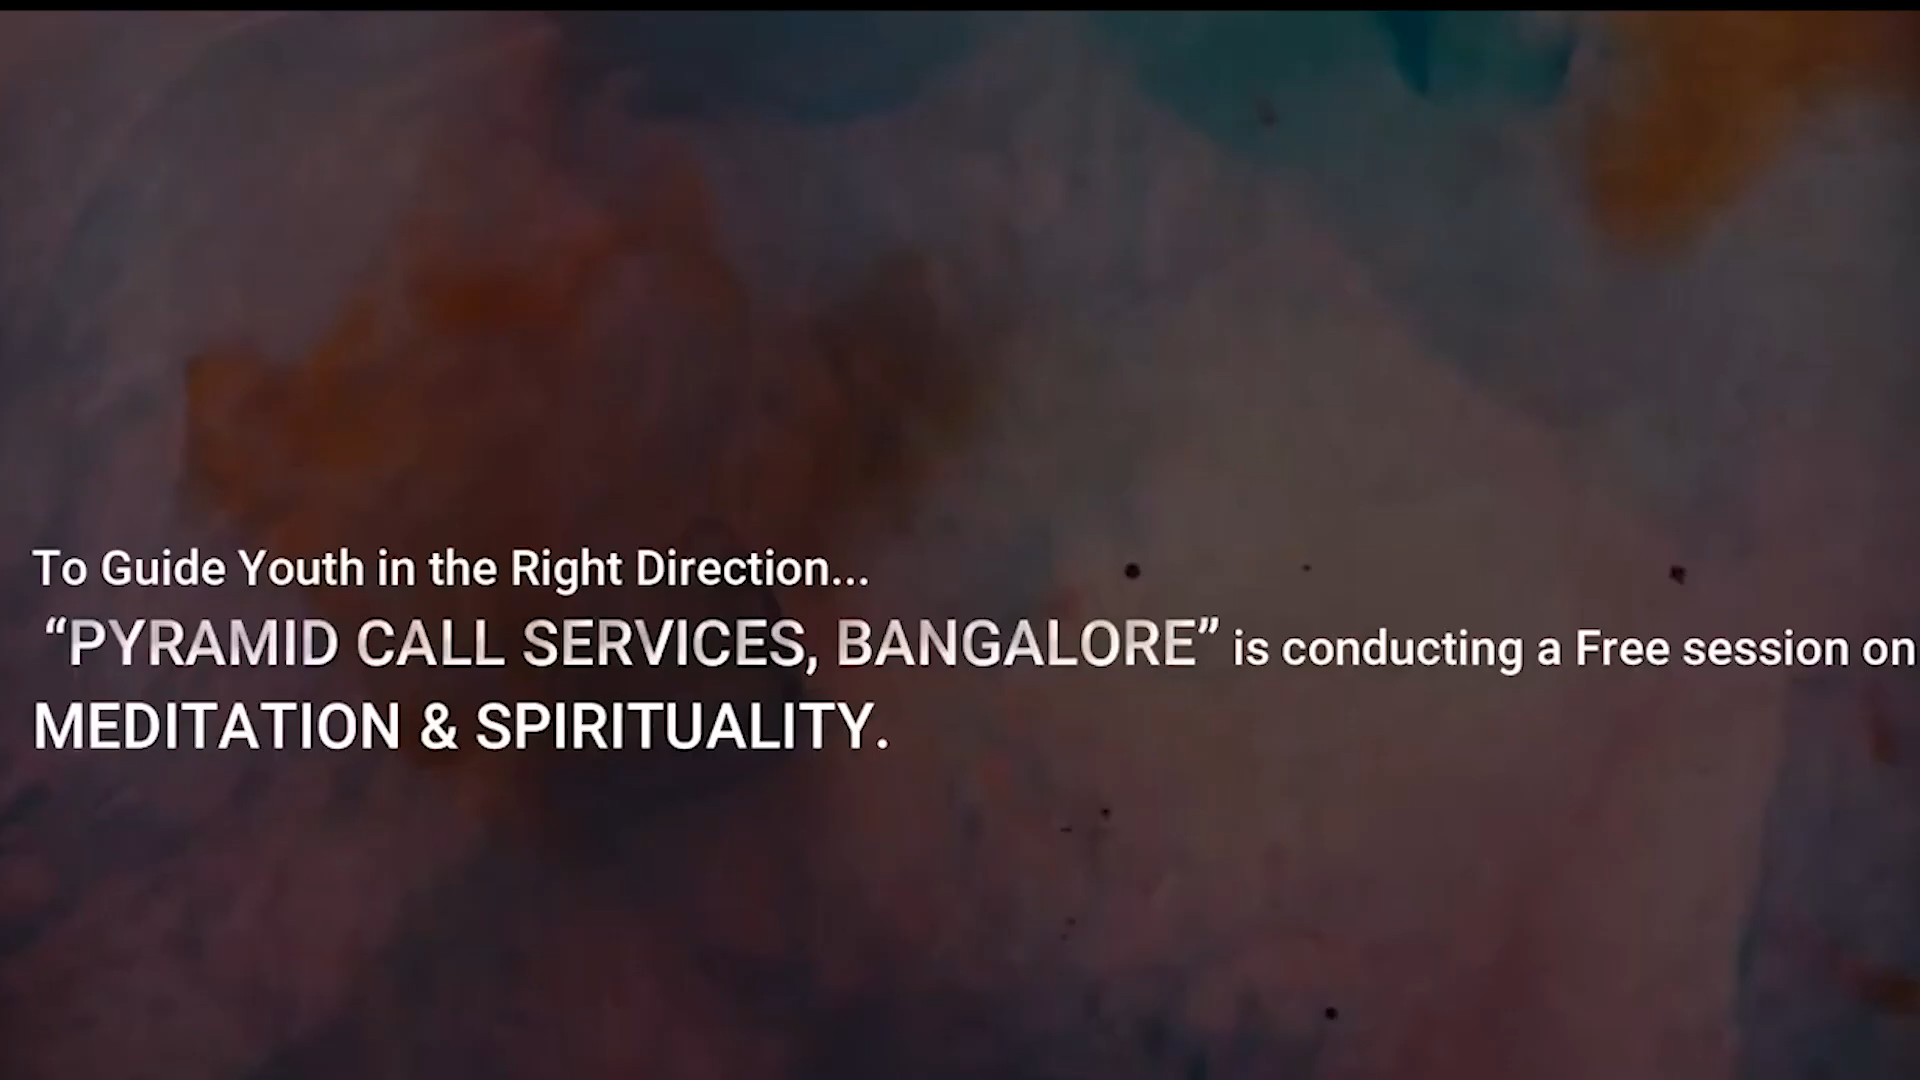 To Guide Youth in the Right Direction...
“PYRAMID CALL SERVICES, BANGALORE” is conducting a Free session on
MEDITATION & SPIRITUALITY.